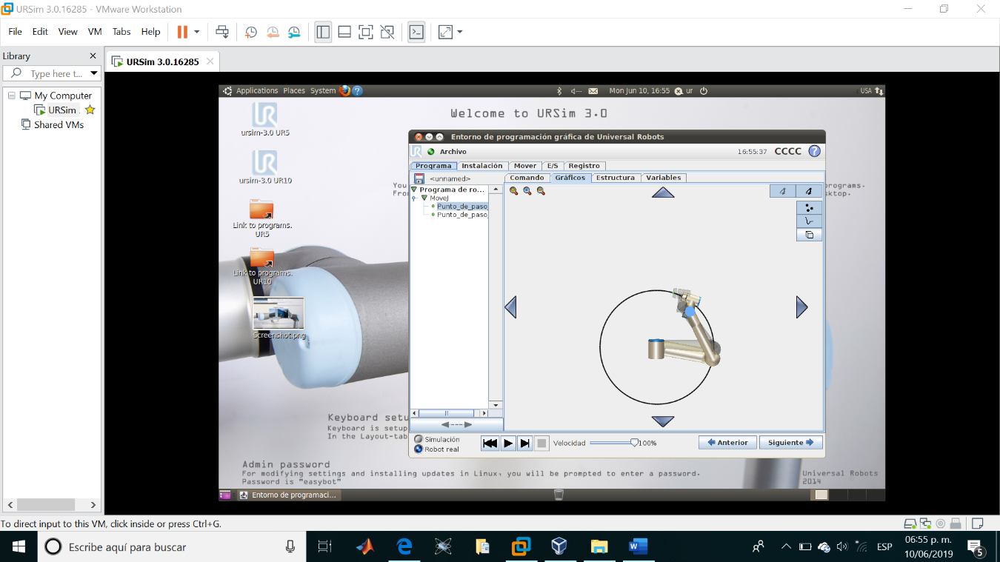 URSim 3.0.16285 - VMware Workstation
File Edit View VM Tabs Help
Library
Type here t...
My Computer
URSim
Shared VMs
URSim 3.0.16285
Applications Places System
Mon Jun 10, 16:55
ur
USA
Welcome to URSim 3.0
UR
ursim-3.0 UR5
UR
ursim-3.0 UR10
Link to programs.
UR5
Link to programs.
UR10
Screenshot.png
You
From
programs.
sktop.
Entorno de programación gráfica de Universal Robots
UR
Archivo
16:55:37
CCCC
Programa Instalación Mover E/S Registro
<unnamed>
Comando Gráficos Estructura Variables
Programa de ro...
MoveJ
Punto_de_paso_
Punto_de_paso_
Simulación
Robot real
Velocidad
100%
Anterior
Siguiente
Keyboard setu
Keyboard is setup
In the Layout-tab
Admin password
For modifying settings and installing updates in Linux, you will be prompted to enter a password.
Password is "easybot"
Universal Robots
2014
Entorno de programaci...
To direct input to this VM, click inside or press Ctrl+G.
Escribe aquí para buscar
ESP
06:55 p. m.
10/06/2019
5